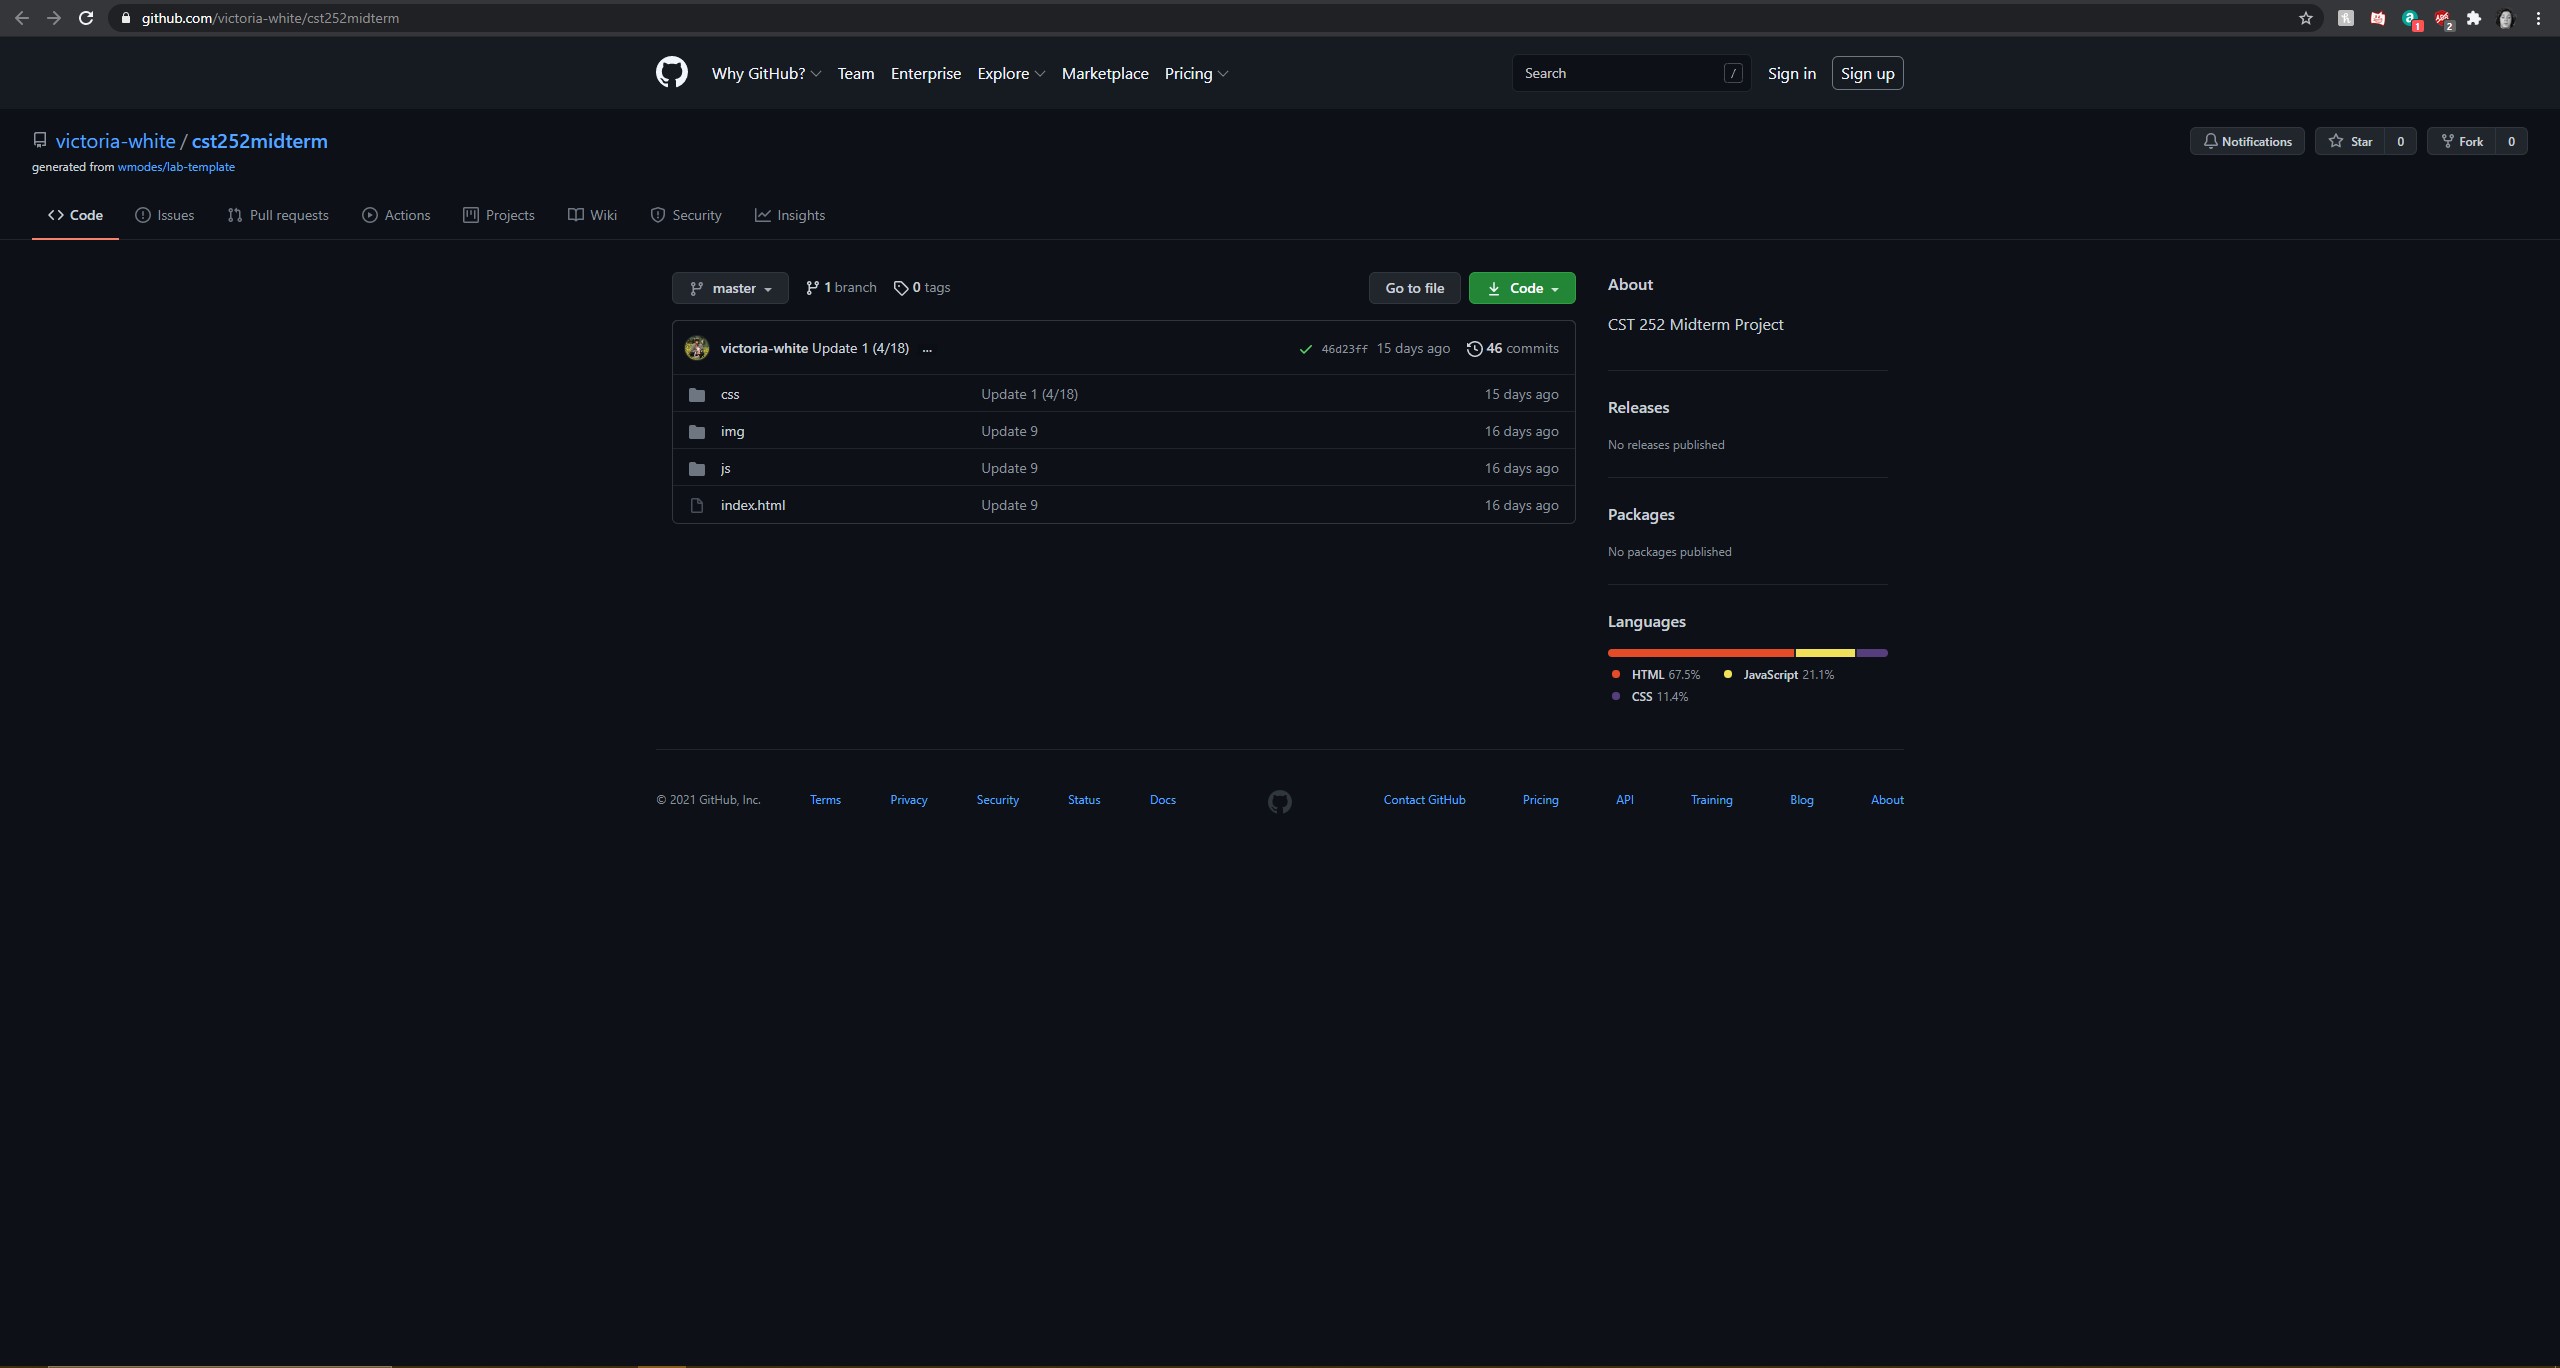 github.com/victoria-white/cst252midterm
1
2
Why GitHub? Team Enterprise Explore Marketplace Pricing
Search / Sign in Sign up
victoria-white / cst252midterm
generated from wmodes/lab-template
Notifications Star 0 Fork 0
Code Issues Pull requests Actions Projects Wiki Security Insights
master 1 branch 0 tags Go to file Code
victoria-white Update 1 (4/18) ... 46d23ff 15 days ago 46 commits
css Update 1 (4/18) 15 days ago
img Update 9 16 days ago
js Update 9 16 days ago
index.html Update 9 16 days ago
About
CST 252 Midterm Project
Releases
No releases published
Packages
No packages published
Languages
HTML 67.5% JavaScript 21.1%
CSS 11.4%
© 2021 GitHub, Inc. Terms Privacy Security Status Docs Contact GitHub Pricing API Training Blog About